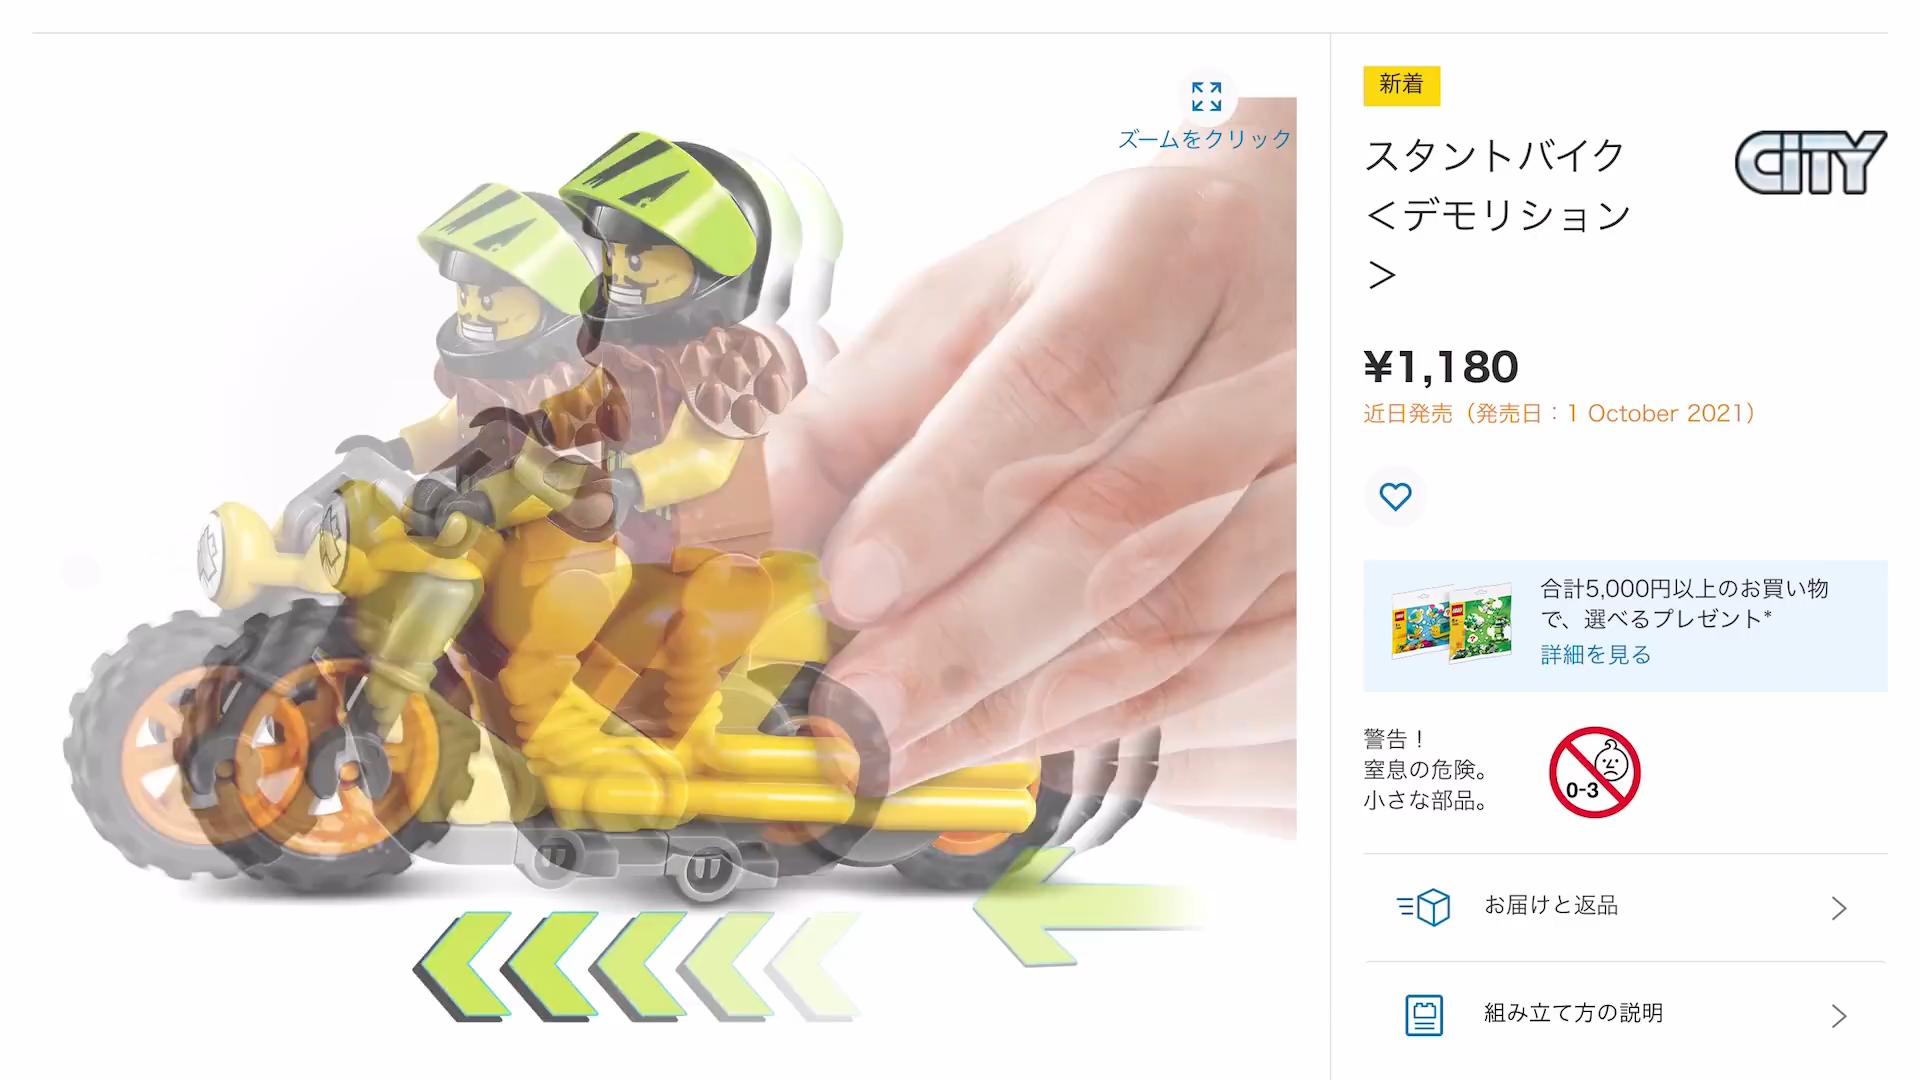 ズームをクリック
新着
スタントバイク
＜デモリション
＞
CITY
¥1,180
近日発売（発売日：1 October 2021）
合計5,000円以上のお買い物
で、選べるプレゼント*
詳細を見る
警告！
窒息の危険。
小さな部品。
0-3
お届けと返品
組み立て方の説明